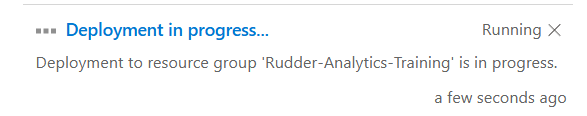 Deployment in progress... Running
Deployment to resource group 'Rudder-Analytics-Training' is in progress.
a few seconds ago